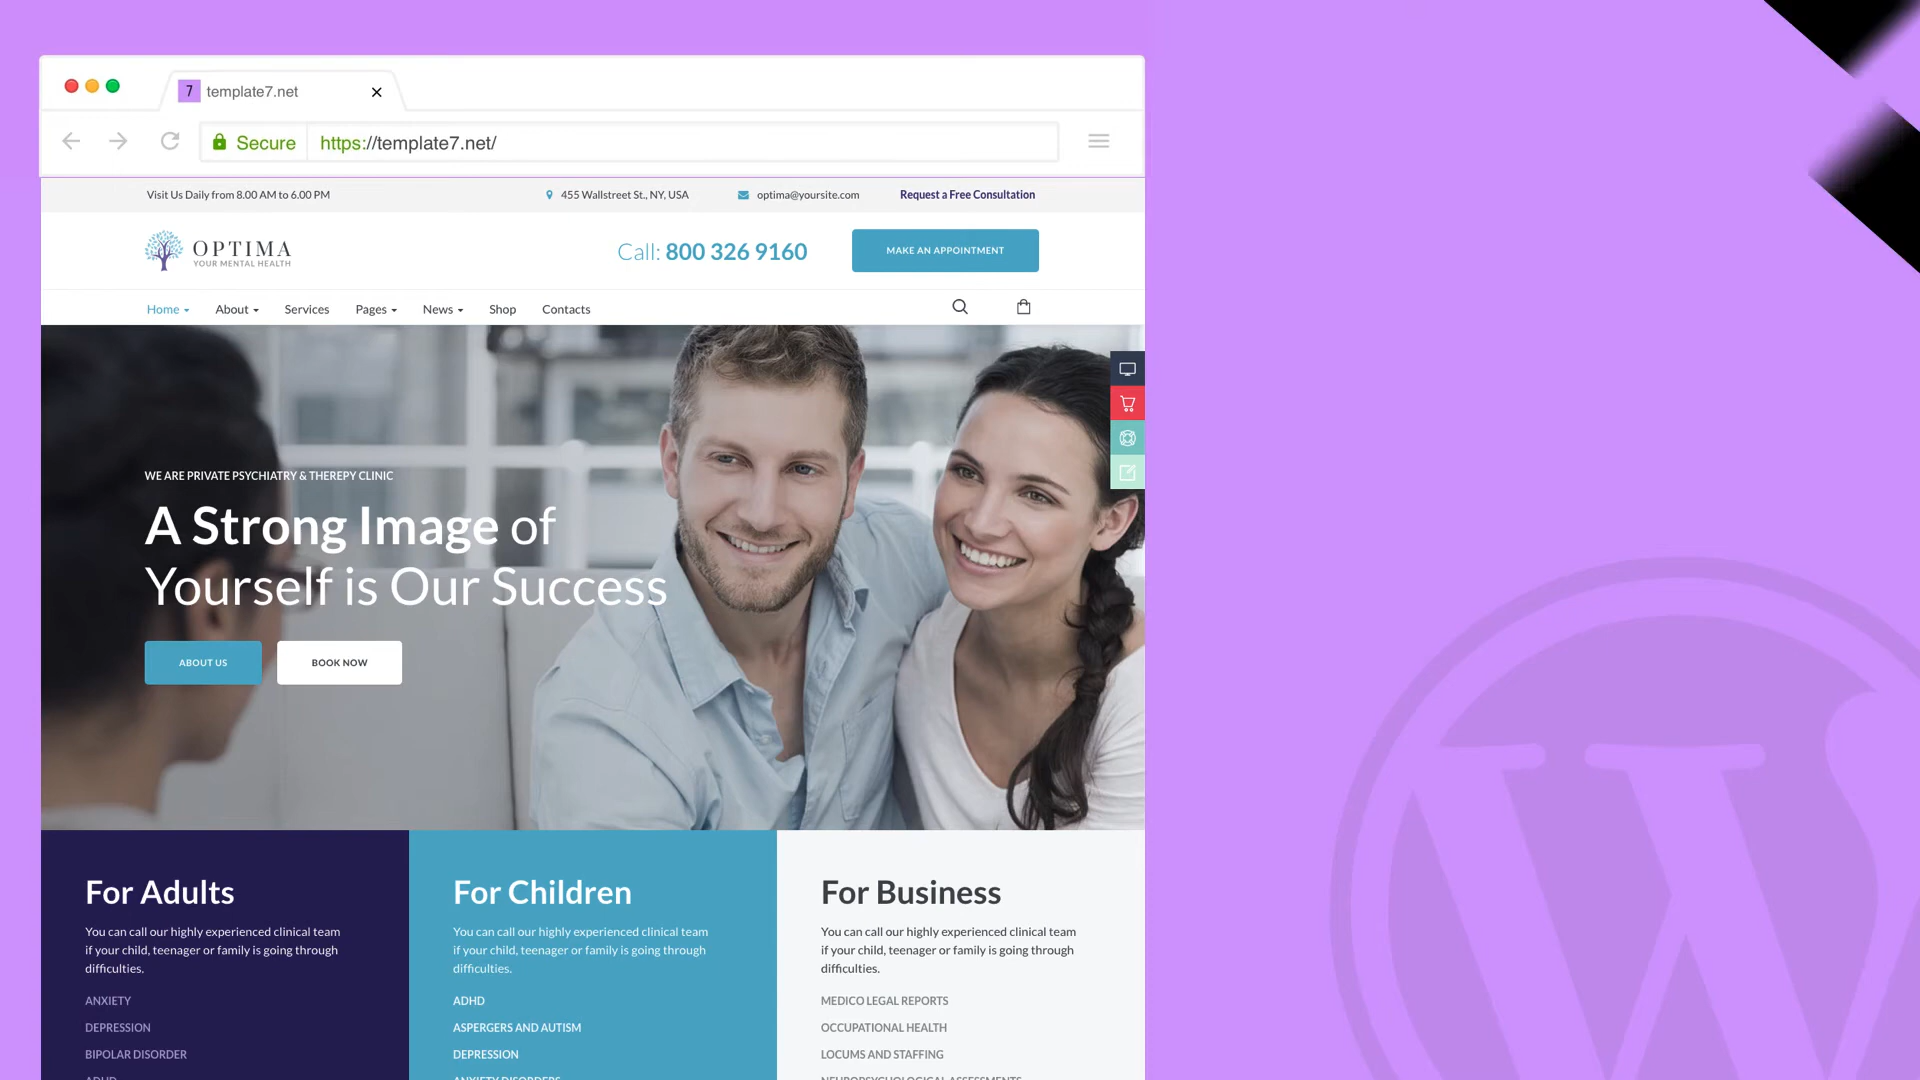 7 template7.net
Secure https://template7.net/
Visit Us Daily from 8.00 AM to 6.00 PM
455 Wallstreet St., NY, USA
optima@yoursite.com
Request a Free Consultation
OPTIMA
YOUR MENTAL HEALTH
Call: 800 326 9160
MAKE AN APPOINTMENT
Home About Services Pages News Shop Contacts
WE ARE PRIVATE PSYCHIATRY & THEREPY CLINIC
A Strong Image of
Yourself is Our Success
ABOUT US
BOOK NOW
For Adults
You can call our highly experienced clinical team
if your child, teenager or family is going through
difficulties.
ANXIETY
DEPRESSION
BIPOLAR DISORDER
ADHD
For Children
You can call our highly experienced clinical team
if your child, teenager or family is going through
difficulties.
ADHD
ASPERGERS AND AUTISM
DEPRESSION
ANXIETY DISORDERS
For Business
You can call our highly experienced clinical team
if your child, teenager or family is going through
difficulties.
MEDICO LEGAL REPORTS
OCCUPATIONAL HEALTH
LOCUMS AND STAFFING
NEUROPSYCHOLOGICAL ASSESSMENTS